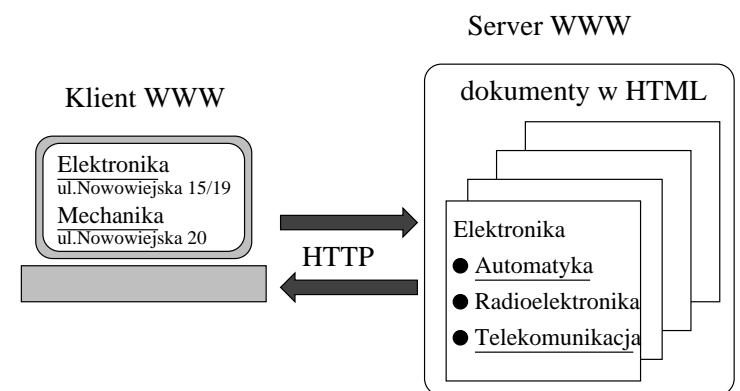 Server WWW
Klient WWW
dokumenty w HTML
Elektronika
ul.Nowowiejska 15/19
Mechanika
ul.Nowowiejska 20
HTTP
Elektronika
Automatyka
Radioelektronika
Telekomunikacja